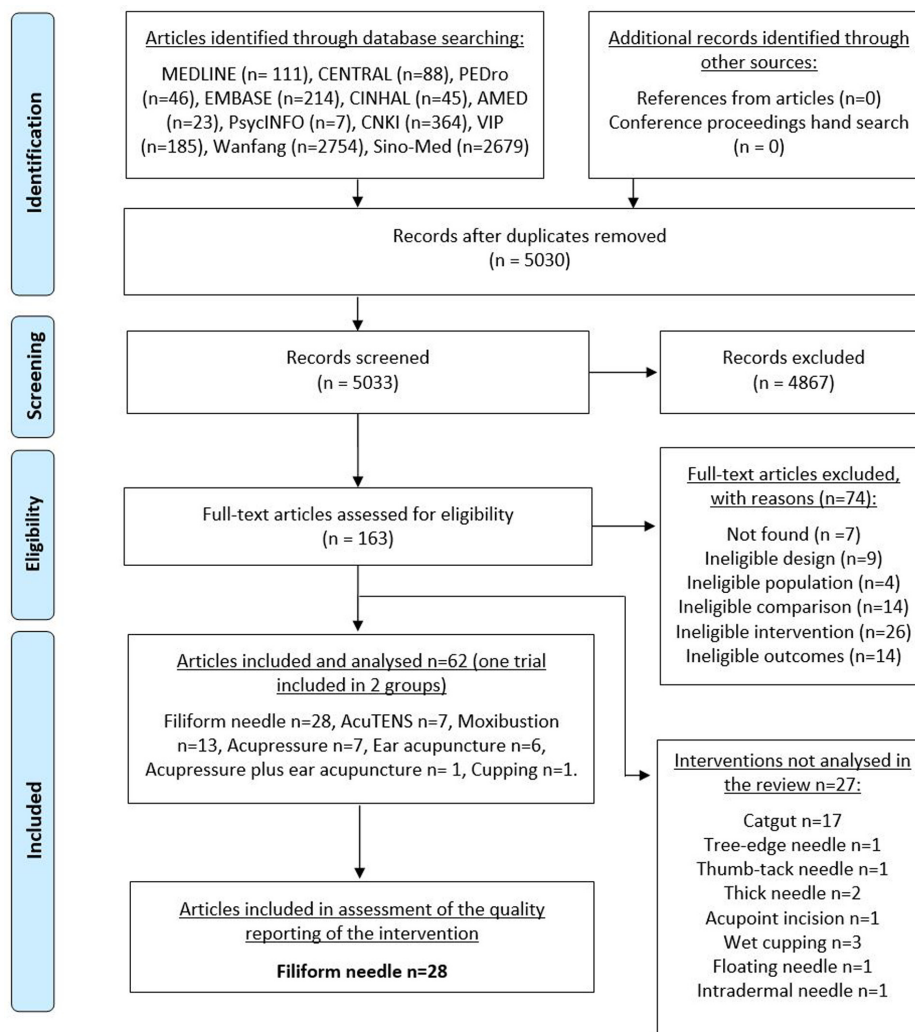 Identification
Articles identified through database searching:
MEDLINE (n= 111), CENTRAL (n=88), PEDro
(n=46), EMBASE (n=214), CINHAL (n=45), AMED
(n=23), PsycINFO (n=7), CNKI (n=364), VIP
(n=185), Wanfang (n=2754), Sino-Med (n=2679)
Additional records identified through
other sources:
References from articles (n=0)
Conference proceedings hand search
(n = 0)
Records after duplicates removed
(n = 5030)
Screening
Records screened
(n = 5033)
Records excluded
(n = 4867)
Eligibility
Full-text articles assessed for eligibility
(n = 163)
Full-text articles excluded,
with reasons (n=74):
Not found (n =7)
Ineligible design (n=9)
Ineligible population (n=4)
Ineligible comparison (n=14)
Ineligible intervention (n=26)
Ineligible outcomes (n=14)
Included
Articles included and analysed n=62 (one trial
included in 2 groups)
Filiform needle n=28, AcuTENS n=7, Moxibustion
n=13, Acupressure n=7, Ear acupuncture n=6,
Acupressure plus ear acupuncture n= 1, Cupping n=1.
Interventions not analysed in
the review n=27:
Catgut n=17
Tree-edge needle n=1
Thumb-tack needle n=1
Thick needle n=2
Acupoint incision n=1
Wet cupping n=3
Floating needle n=1
Intradermal needle n=1
Articles included in assessment of the quality
reporting of the intervention
Filiform needle n=28